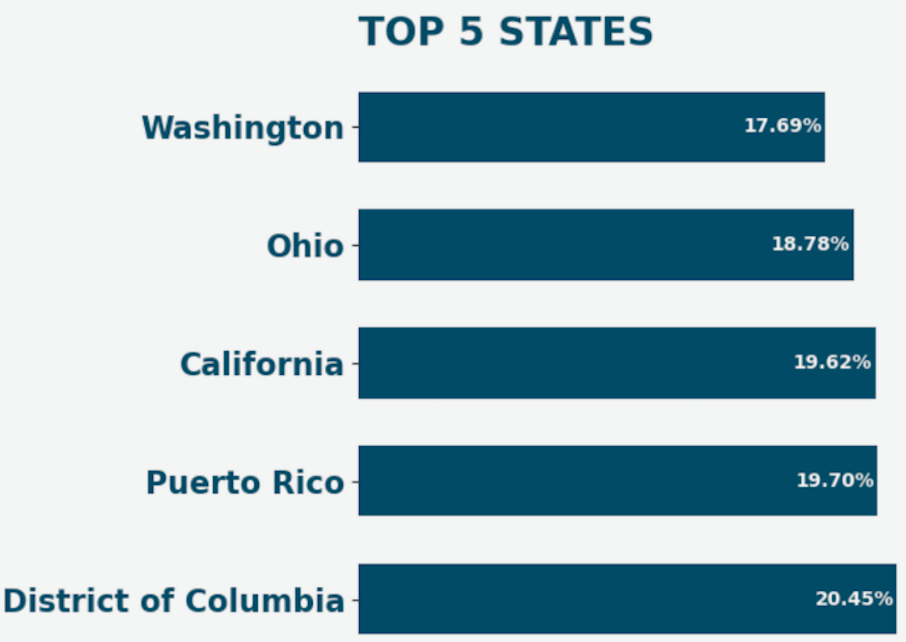 TOP 5 STATES
Washington 17.69%
Ohio 18.78%
California 19.62%
Puerto Rico 19.70%
District of Columbia 20.45%